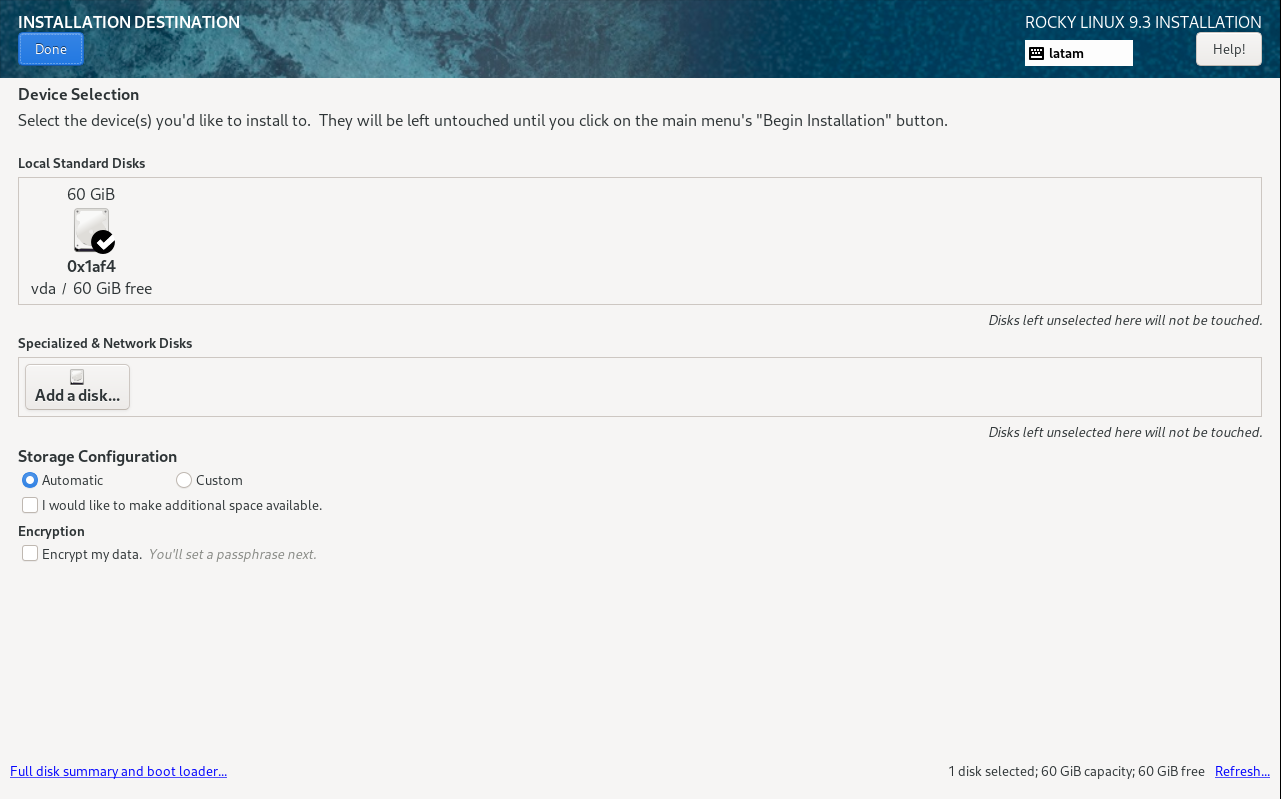 INSTALLATION DESTINATION
ROCKY LINUX 9.3 INSTALLATION
Done
latam
Help!
Device Selection
Select the device(s) you'd like to install to.  They will be left untouched until you click on the main menu's "Begin Installation" button.
Local Standard Disks
60 GiB
0x1af4
vda / 60 GiB free
Disks left unselected here will not be touched.
Specialized & Network Disks
Add a disk...
Disks left unselected here will not be touched.
Storage Configuration
Automatic
Custom
I would like to make additional space available.
Encryption
Encrypt my data. You'll set a passphrase next.
Full disk summary and boot loader...
1 disk selected; 60 GiB capacity; 60 GiB free
Refresh...